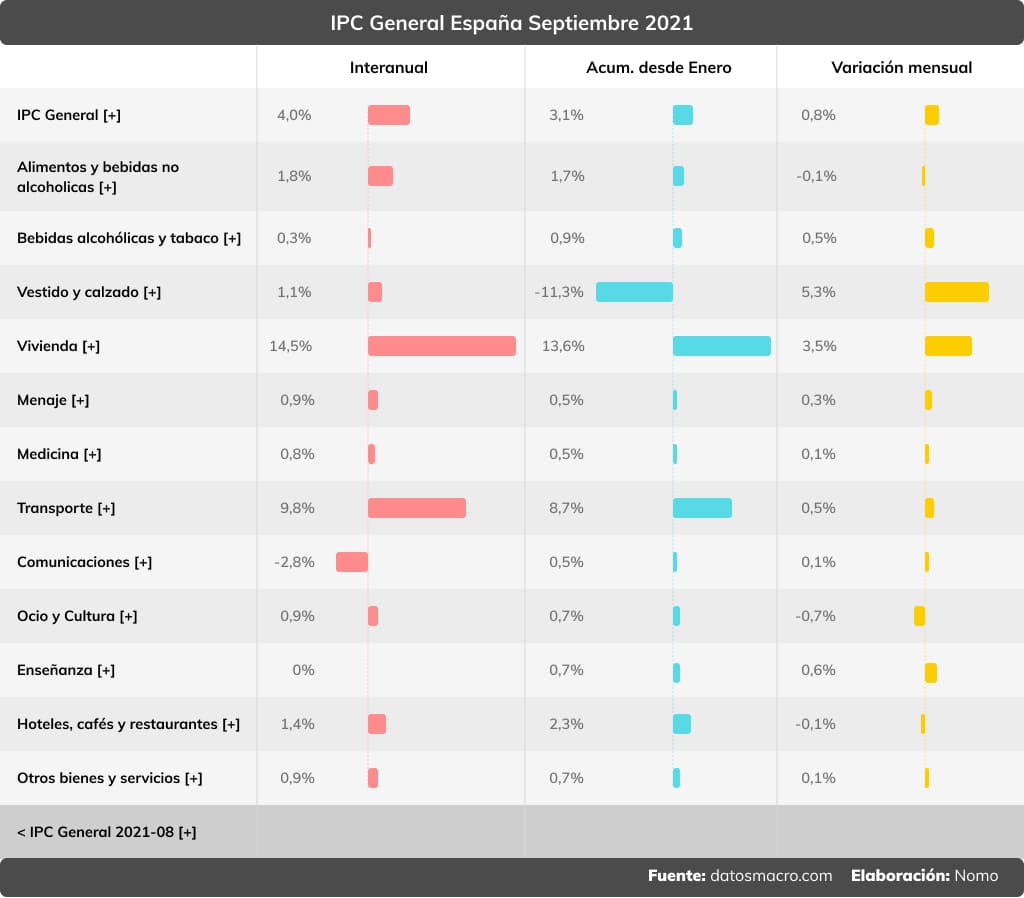 IPC General España Septiembre 2021
Interanual Acum. desde Enero Variación mensual
IPC General [+] 4,0% 3,1% 0,8%
Alimentos y bebidas no
alcoholicas [+] 1,8% 1,7% -0,1%
Bebidas alcohólicas y tabaco [+] 0,3% 0,9% 0,5%
Vestido y calzado [+] 1,1% -11,3% 5,3%
Vivienda [+] 14,5% 13,6% 3,5%
Menaje [+] 0,9% 0,5% 0,3%
Medicina [+] 0,8% 0,5% 0,1%
Transporte [+] 9,8% 8,7% 0,5%
Comunicaciones [+] -2,8% 0,5% 0,1%
Ocio y Cultura [+] 0,9% 0,7% -0,7%
Enseñanza [+] 0% 0,7% 0,6%
Hoteles, cafés y restaurantes [+] 1,4% 2,3% -0,1%
Otros bienes y servicios [+] 0,9% 0,7% 0,1%
< IPC General 2021-08 [+]
Fuente: datosmacro.com Elaboración: Nomo